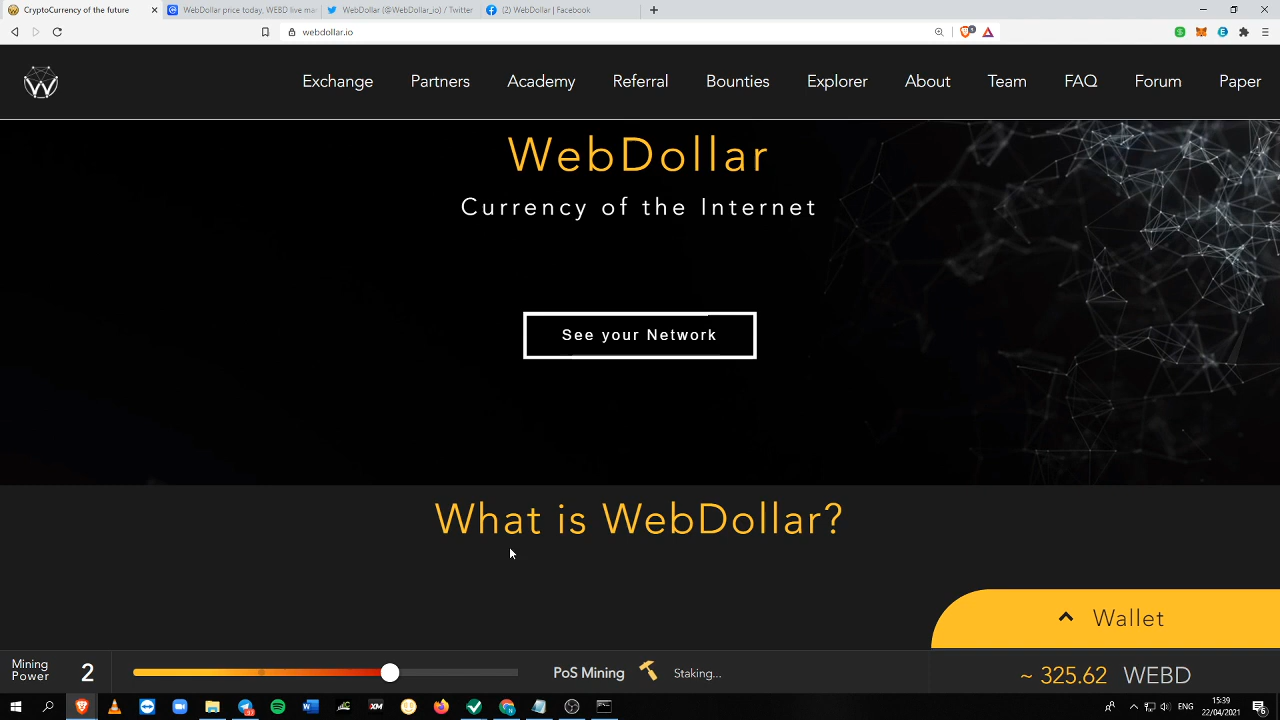 CryptoCurrency of the future
WebDollar price today, WEBD live ma
WebDollar (@WebDollar_io) / Twitter
(2) WebDollar | Facebook
webdollar.io
Exchange
Partners
Academy
Referral
Bounties
Explorer
About
Team
FAQ
Forum
Paper
WebDollar
Currency of the Internet
See your Network
What is WebDollar?
Wallet
Mining
Power
2
PoS Mining
Staking...
~ 325.62 WEBD
ENG
15:39
22/04/2021